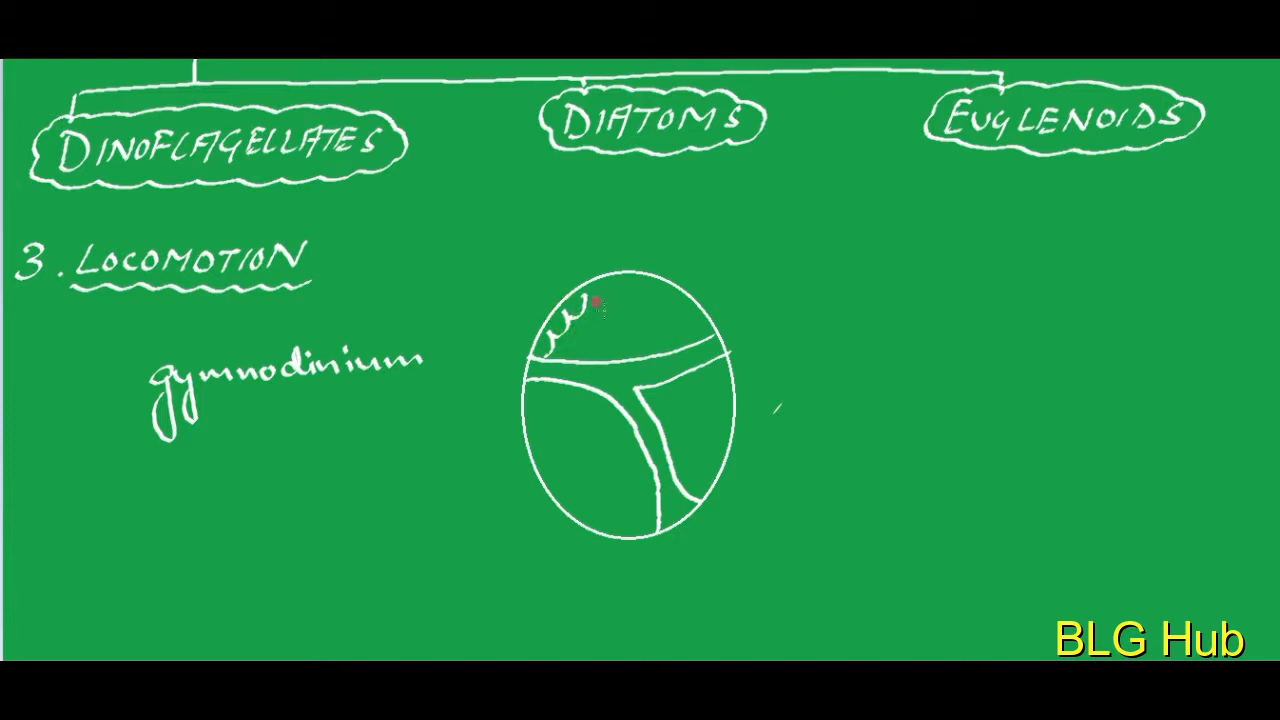 DINOFLAGELLATES
DIATOMS
EUGLENOIDS
3. LOCOMOTION
gymnodinium
BLG Hub